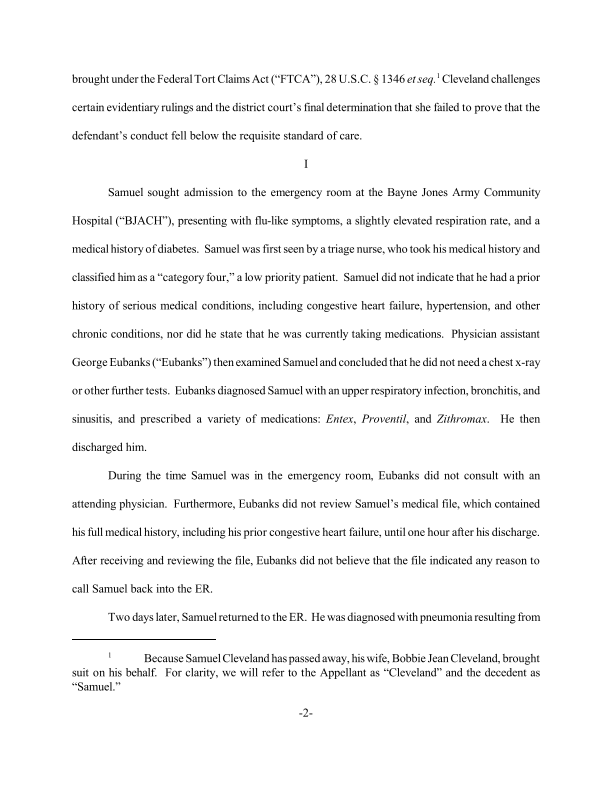 brought under the Federal Tort Claims Act (“FTCA”), 28 U.S.C. § 1346 et seq.1 Cleveland challenges
certain evidentiary rulings and the district court’s final determination that she failed to prove that the
defendant’s conduct fell below the requisite standard of care.
I
Samuel sought admission to the emergency room at the Bayne Jones Army Community
Hospital (“BJACH”), presenting with flu-like symptoms, a slightly elevated respiration rate, and a
medical history of diabetes. Samuel was first seen by a triage nurse, who took his medical history and
classified him as a “category four,” a low priority patient. Samuel did not indicate that he had a prior
history of serious medical conditions, including congestive heart failure, hypertension, and other
chronic conditions, nor did he state that he was currently taking medications. Physician assistant
George Eubanks (“Eubanks”) then examined Samuel and concluded that he did not need a chest x-ray
or other further tests. Eubanks diagnosed Samuel with an upper respiratory infection, bronchitis, and
sinusitis, and prescribed a variety of medications: Entex, Proventil, and Zithromax. He then
discharged him.
During the time Samuel was in the emergency room, Eubanks did not consult with an
attending physician. Furthermore, Eubanks did not review Samuel’s medical file, which contained
his full medical history, including his prior congestive heart failure, until one hour after his discharge.
After receiving and reviewing the file, Eubanks did not believe that the file indicated any reason to
call Samuel back into the ER.
Two days later, Samuel returned to the ER. He was diagnosed with pneumonia resulting from
1 Because Samuel Cleveland has passed away, his wife, Bobbie Jean Cleveland, brought
suit on his behalf. For clarity, we will refer to the Appellant as “Cleveland” and the decedent as
“Samuel.”
-2-